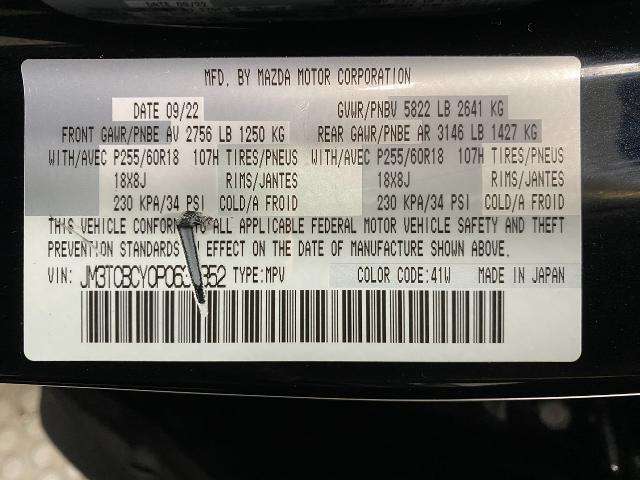 DATE 09/22
MFD. BY MAZDA MOTOR CORPORATION
DATE 09/22 GVWR/PNBV 5822 LB 2641 KG
FRONT GAWR/PNBE AV 2756 LB 1250 KG REAR GAWR/PNBE AR 3146 LB 1427 KG
WITH/AVEC P255/60R18 107H TIRES/PNEUS WITH/AVEC P255/60R18 107H TIRES/PNEUS
18X8J RIMS/JANTES 18X8J RIMS/JANTES
230 KPA/34 PSI COLD/A FROID 230 KPA/34 PSI COLD/A FROID
THIS VEHICLE CONFORMS TO ALL APPLICABLE FEDERAL MOTOR VEHICLE SAFETY AND THEFT
PREVENTION STANDARDS IN EFFECT ON THE DATE OF MANUFACTURE SHOWN ABOVE.
VIN: TYPE:MPV COLOR CODE:41W MADE IN JAPAN